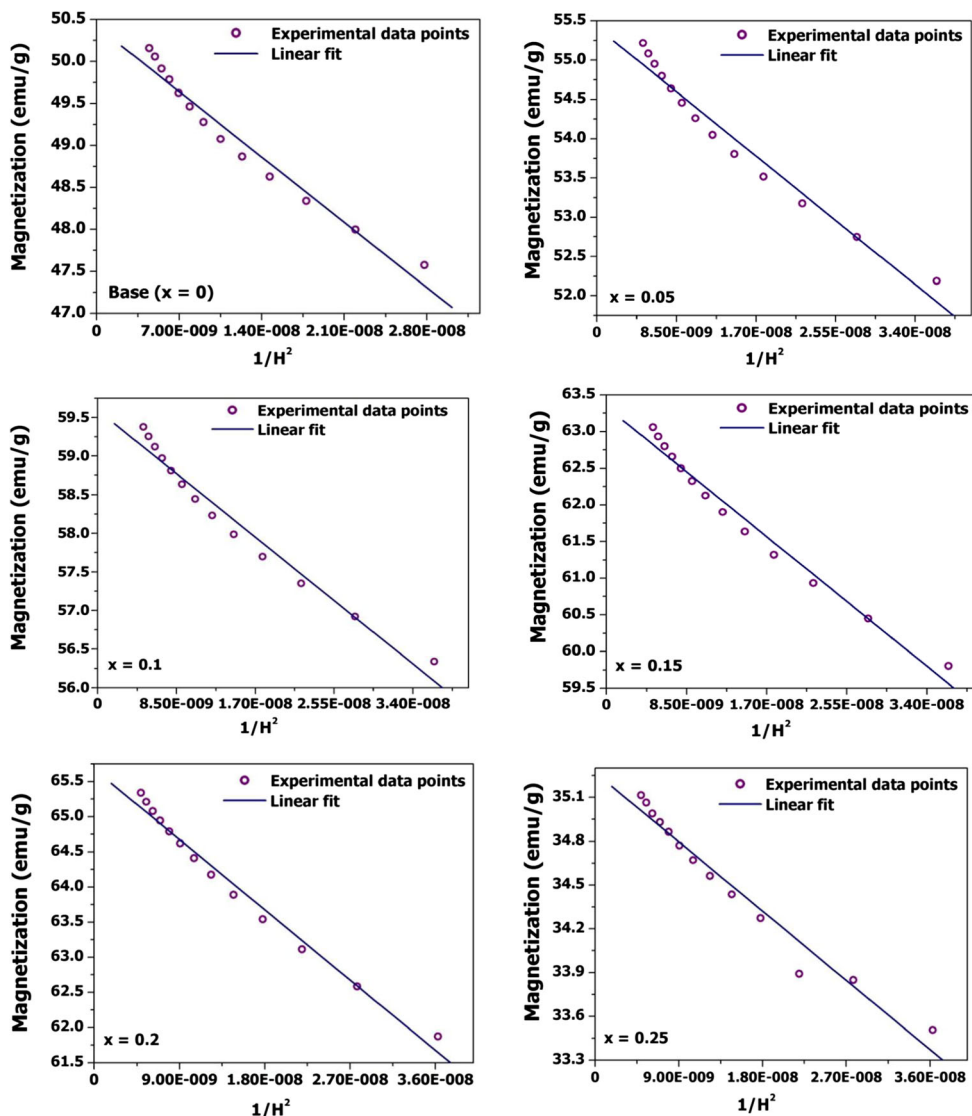 50.5
50.0
49.5
49.0
48.5
48.0
47.5
47.0
Magnetization (emu/g)
Experimental data points
Linear fit
Base (x = 0)
0 7.00E-009 1.40E-008 2.10E-008 2.80E-008
1/H²
55.5
55.0
54.5
54.0
53.5
53.0
52.5
52.0
Magnetization (emu/g)
Experimental data points
Linear fit
x = 0.05
0 8.50E-009 1.70E-008 2.55E-008 3.40E-008
1/H²
59.5
59.0
58.5
58.0
57.5
57.0
56.5
56.0
Magnetization (emu/g)
Experimental data points
Linear fit
x = 0.1
0 8.50E-009 1.70E-008 2.55E-008 3.40E-008
1/H²
63.5
63.0
62.5
62.0
61.5
61.0
60.5
60.0
59.5
Magnetization (emu/g)
Experimental data points
Linear fit
x = 0.15
0 8.50E-009 1.70E-008 2.55E-008 3.40E-008
1/H²
65.5
65.0
64.5
64.0
63.5
63.0
62.5
62.0
61.5
Magnetization (emu/g)
Experimental data points
Linear fit
x = 0.2
0 9.00E-009 1.80E-008 2.70E-008 3.60E-008
1/H²
35.1
34.8
34.5
34.2
33.9
33.6
33.3
Magnetization (emu/g)
Experimental data points
Linear fit
x = 0.25
0 9.00E-009 1.80E-008 2.70E-008 3.60E-008
1/H²